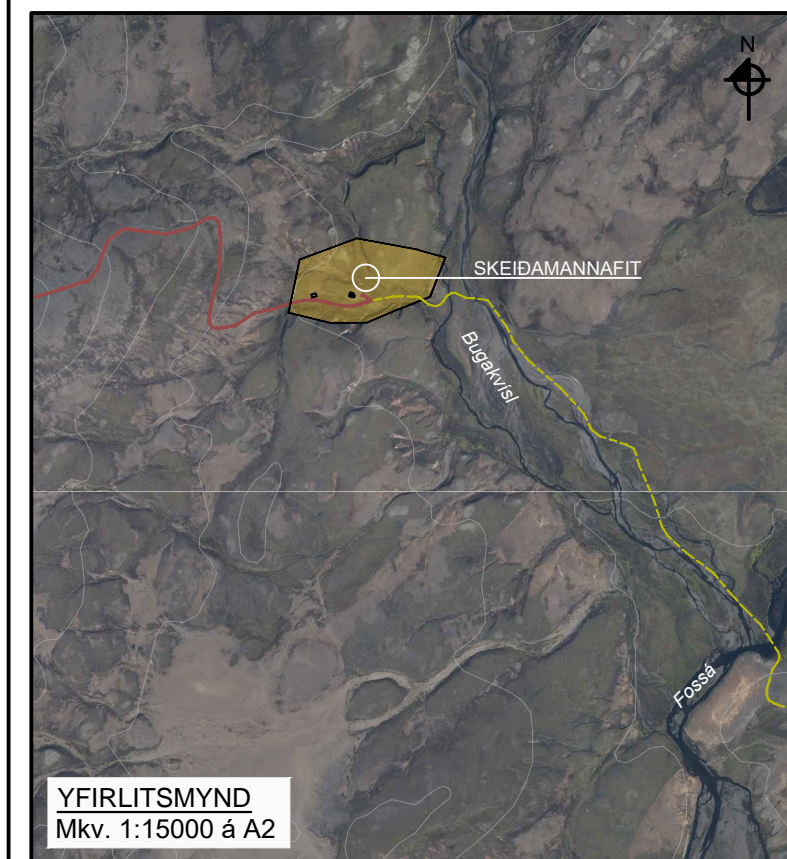 N
SKEIÐAMANNAFIT
Bugakvísl
Fossá
YFIRLITSMYND
Mkv. 1:15000 á A2